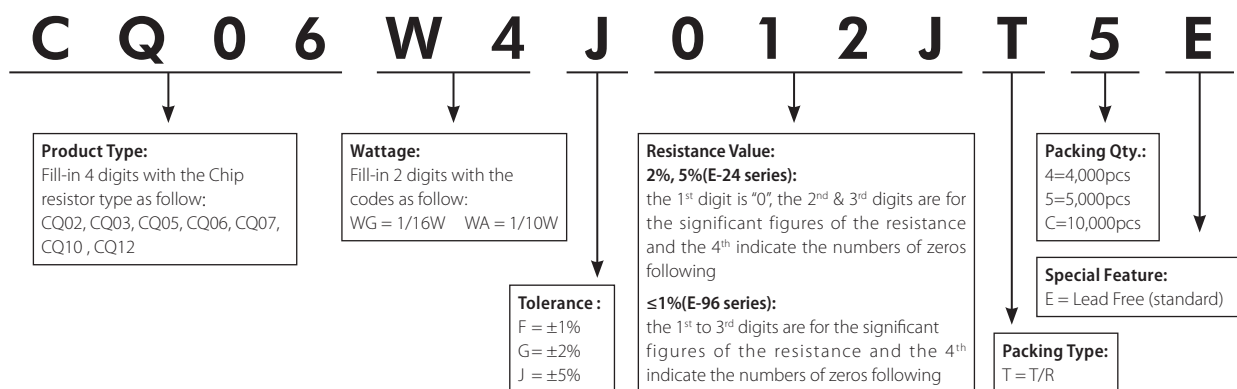 C Q 0 6 W 4 J 0 1 2 J T 5 E
Product Type:
Fill-in 4 digits with the Chip
resistor type as follow:
CQ02, CQ03, CQ05, CQ06, CQ07,
CQ10 , CQ12
Wattage:
Fill-in 2 digits with the
codes as follow:
WG = 1/16W WA = 1/10W
Tolerance :
F = ±1%
G= ±2%
J = ±5%
Resistance Value:
2%, 5%(E-24 series):
the 1st digit is "0", the 2nd & 3rd digits are for
the significant figures of the resistance
and the 4th indicate the numbers of zeros
following
≤1%(E-96 series):
the 1st to 3rd digits are for the significant
figures of the resistance and the 4th
indicate the numbers of zeros following
Packing Type:
T = T/R
Packing Qty.:
4=4,000pcs
5=5,000pcs
C=10,000pcs
Special Feature:
E = Lead Free (standard)